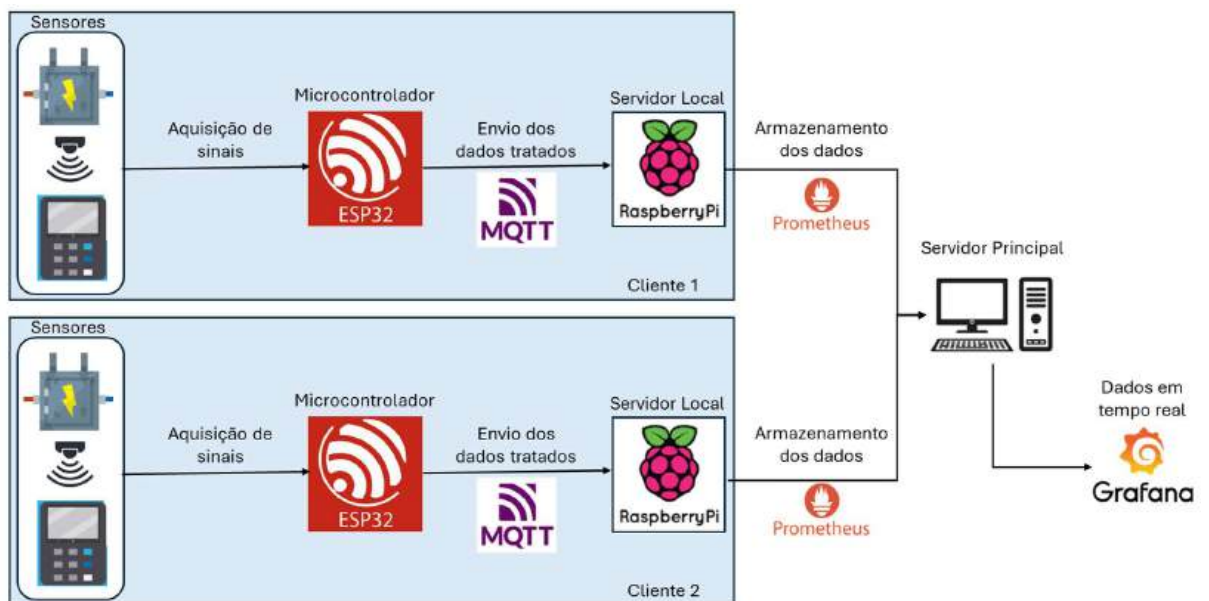 Sensores
Aquisição de
sinais
Microcontrolador
ESP32
Envio dos
dados tratados
MQTT
Servidor Local
RaspberryPi
Armazenamento
dos dados
Prometheus
Cliente 1
Servidor Principal
Sensores
Aquisição de
sinais
Microcontrolador
ESP32
Envio dos
dados tratados
MQTT
Servidor Local
RaspberryPi
Armazenamento
dos dados
Prometheus
Cliente 2
Dados em
tempo real
Grafana